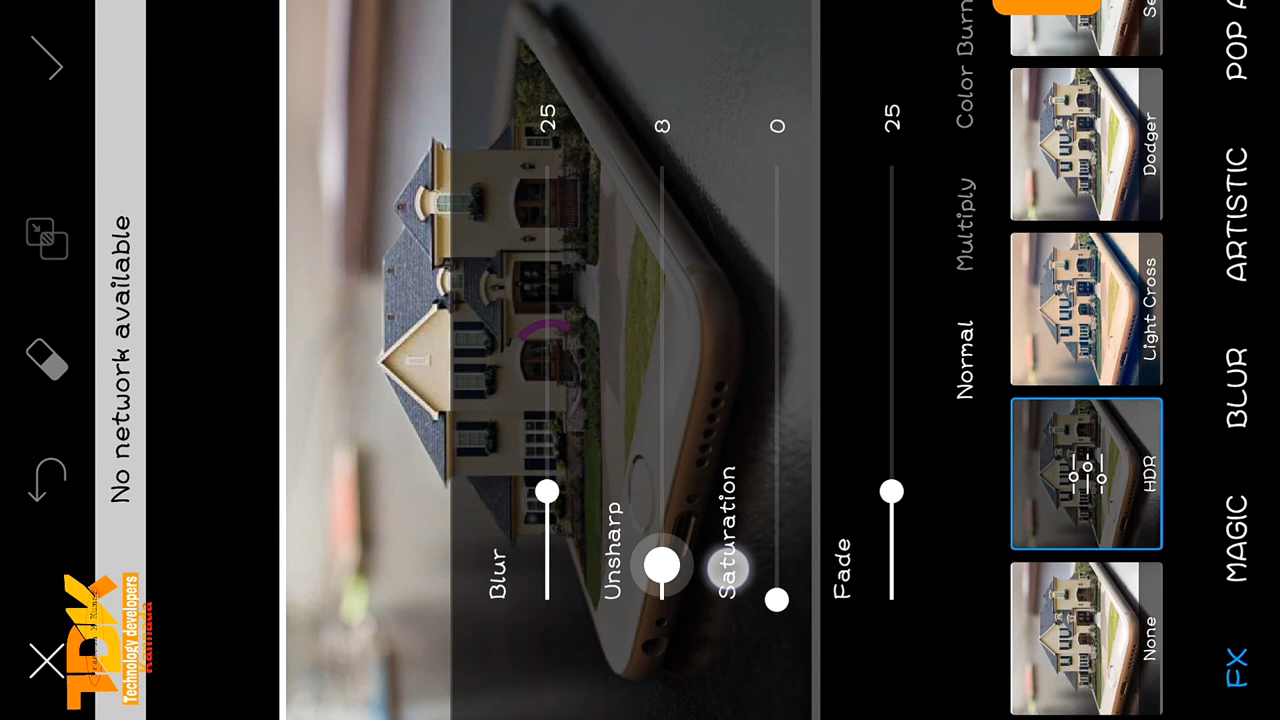 No network available
TDK
Technology developers
Kannada
Blur
25
Unsharp
8
Saturation
0
Fade
25
Normal
Multiply
Color Burn
None
HDR
Light Cross
Dodger
Se
FX
MAGIC
BLUR
ARTISTIC
POP A